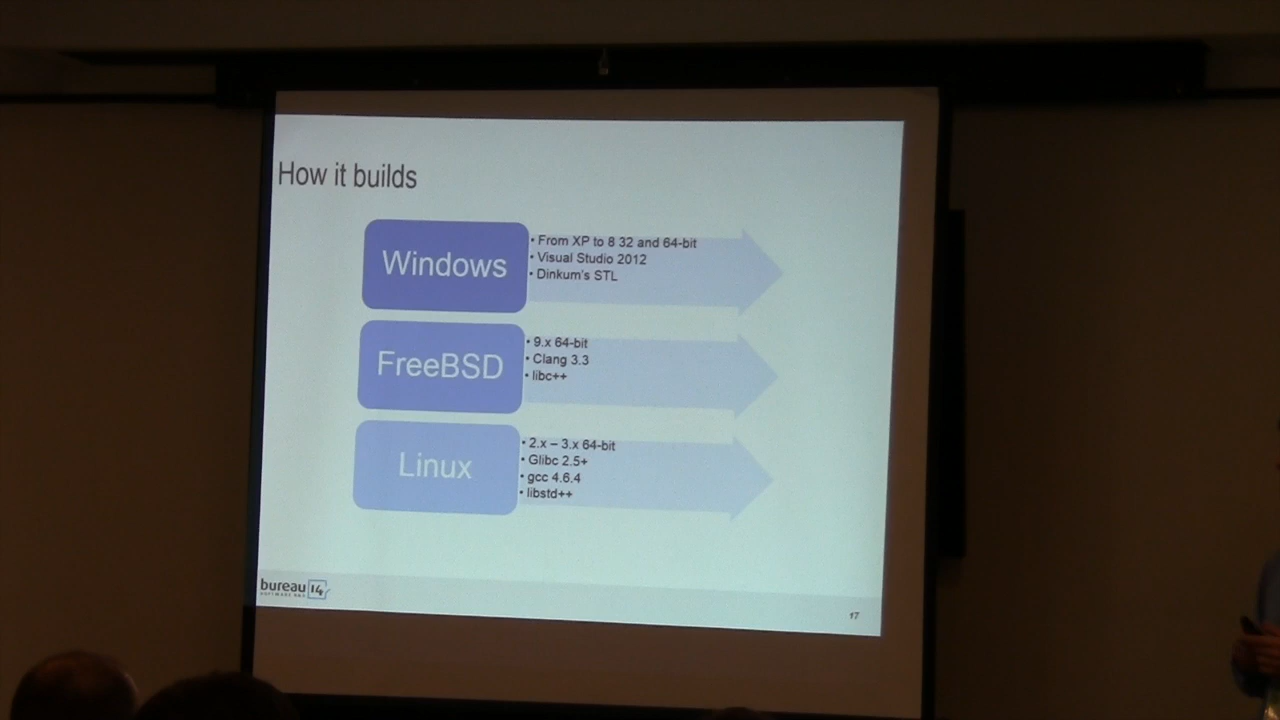 How it builds
Windows
• From XP to 8 32 and 64-bit
• Visual Studio 2012
• Dinkum's STL
FreeBSD
• 9.x 64-bit
• Clang 3.3
• libc++
Linux
• 2.x – 3.x 64-bit
• Glibc 2.5+
• gcc 4.6.4
• libstd++
bureau 14
17